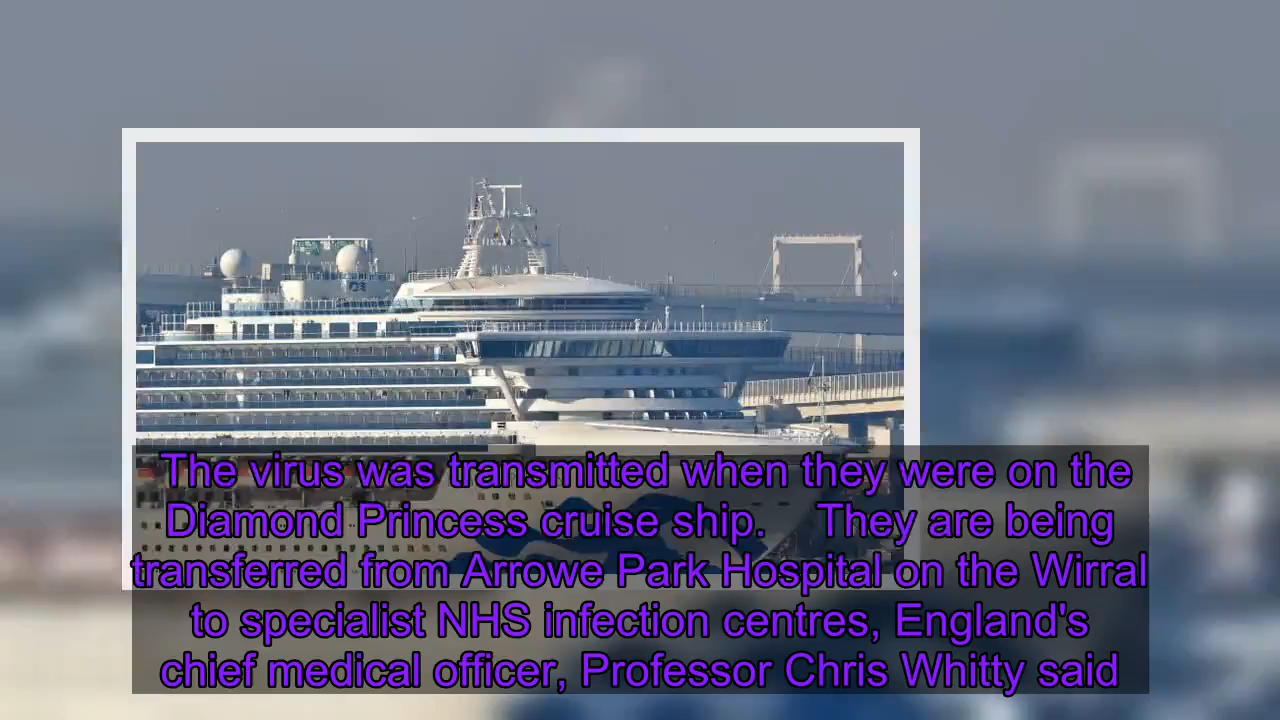 The virus was transmitted when they were on the
Diamond Princess cruise ship. They are being
transferred from Arrowe Park Hospital on the Wirral
to specialist NHS infection centres, England's
chief medical officer, Professor Chris Whitty said